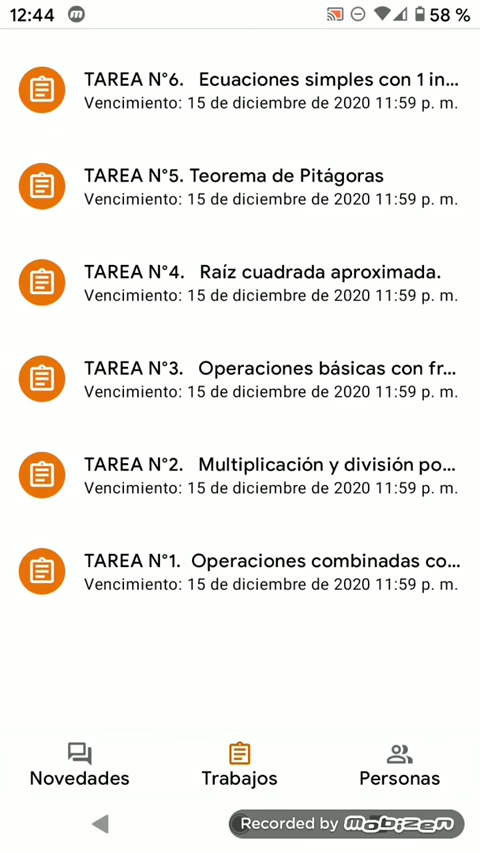 12:44 m 58 %
TAREA N°6. Ecuaciones simples con 1 in...
Vencimiento: 15 de diciembre de 2020 11:59 p. m.
TAREA N°5. Teorema de Pitágoras
Vencimiento: 15 de diciembre de 2020 11:59 p. m.
TAREA N°4. Raíz cuadrada aproximada.
Vencimiento: 15 de diciembre de 2020 11:59 p. m.
TAREA N°3. Operaciones básicas con fr...
Vencimiento: 15 de diciembre de 2020 11:59 p. m.
TAREA N°2. Multiplicación y división po...
Vencimiento: 15 de diciembre de 2020 11:59 p. m.
TAREA N°1. Operaciones combinadas co...
Vencimiento: 15 de diciembre de 2020 11:59 p. m.
Novedades Trabajos Personas
Recorded by mobizen